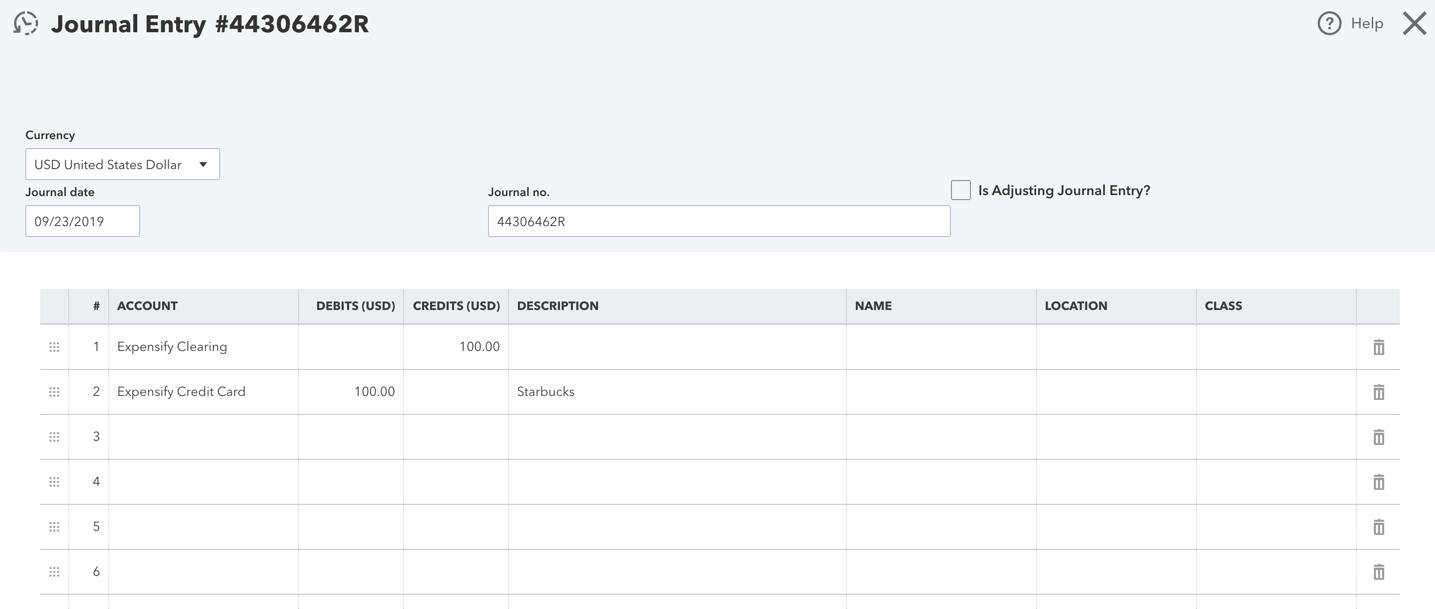 Journal Entry #44306462R
Help
Currency
USD United States Dollar
Journal date
Journal no.
Is Adjusting Journal Entry?
09/23/2019
44306462R
# ACCOUNT DEBITS (USD) CREDITS (USD) DESCRIPTION NAME LOCATION CLASS
1 Expensify Clearing 100.00
2 Expensify Credit Card 100.00 Starbucks
3
4
5
6